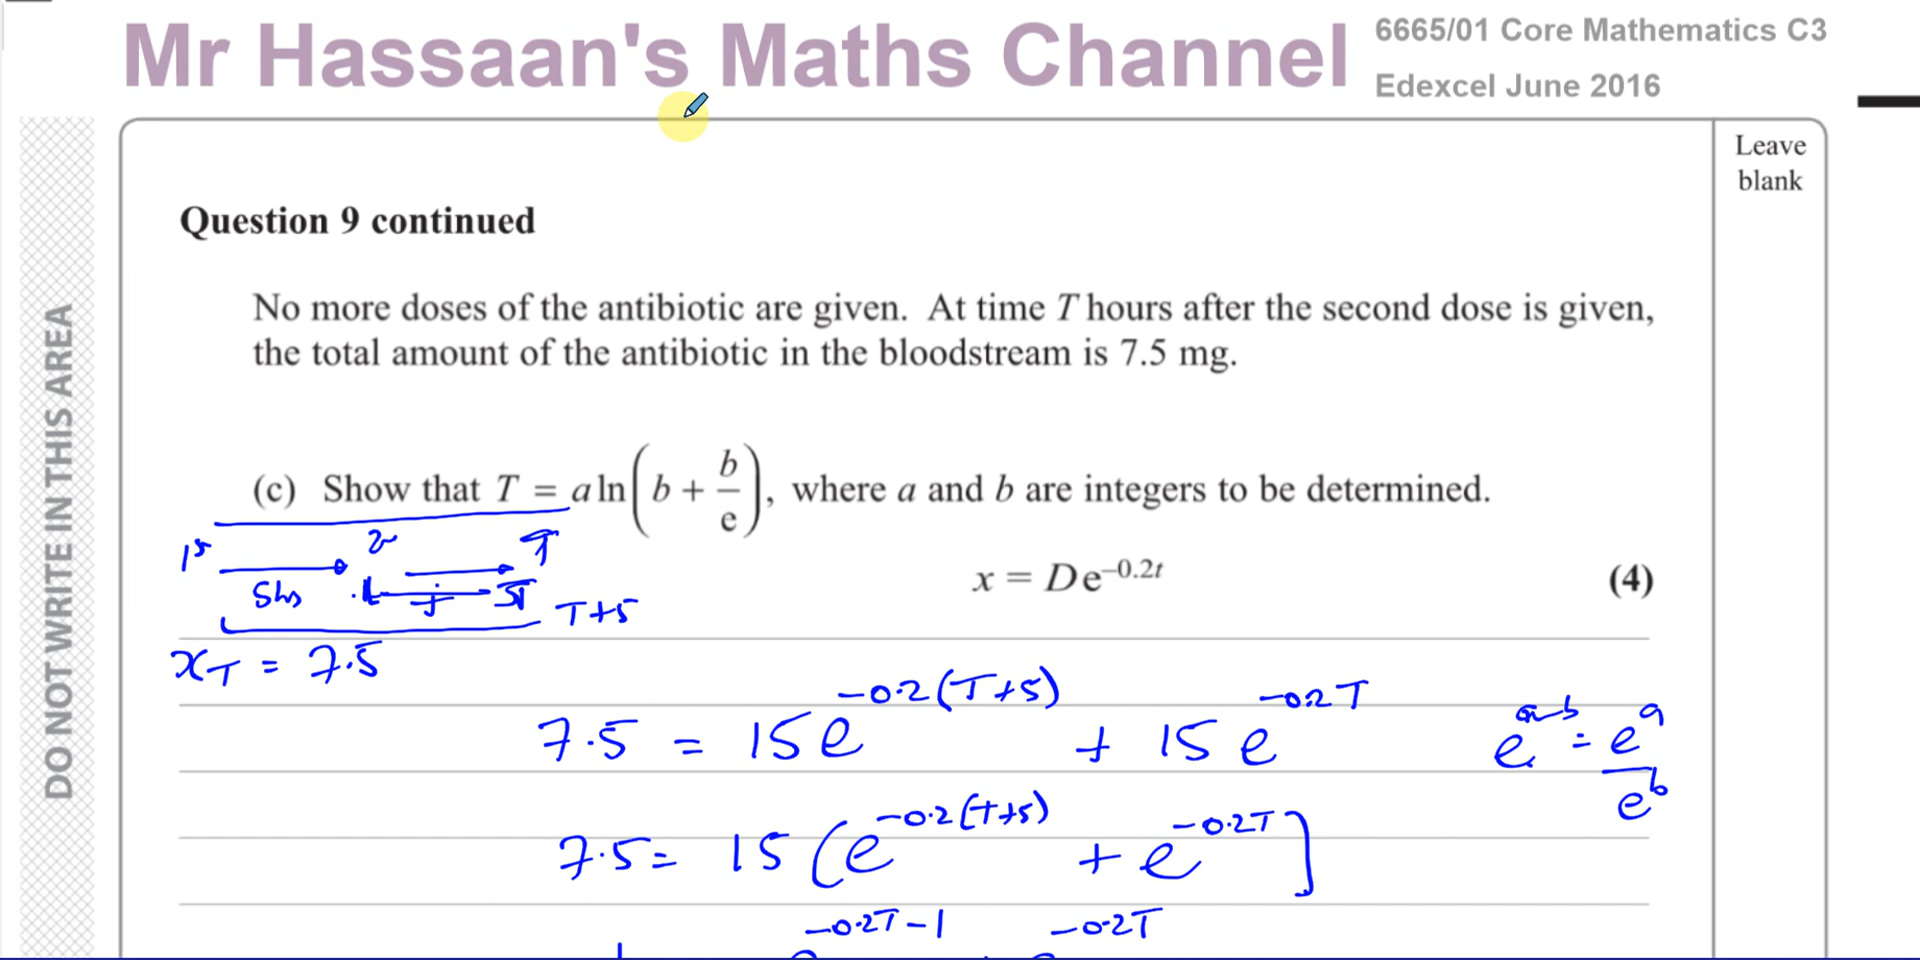 Mr Hassaan's Maths Channel
6665/01 Core Mathematics C3
Edexcel June 2016
Leave
blank
DO NOT WRITE IN THIS AREA
Question 9 continued
No more doses of the antibiotic are given. At time T hours after the second dose is given,
the total amount of the antibiotic in the bloodstream is 7.5 mg.
(c) Show that T = a ln(b + b/e), where a and b are integers to be determined.
x = De^{-0.2t}
(4)
T
T+5
x_T = 7.5
7.5 = 15e^{-0.2(T+5)} + 15e^{-0.2T}
e^{a-b} = e^a/e^b
7.5 = 15(e^{-0.2(T+5)} + e^{-0.2T}]
-0.2T-1 -0.2T